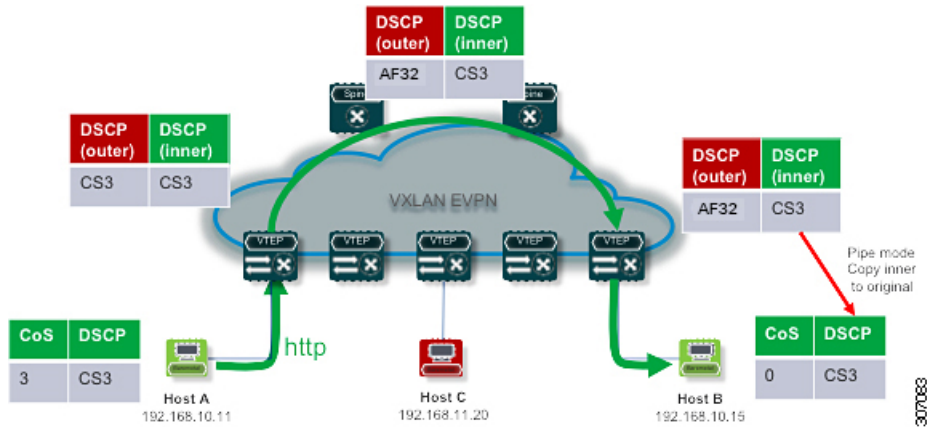 DSCP (outer) DSCP (inner)
AF32 CS3
Spine
DSCP (outer) DSCP (inner)
CS3 CS3
DSCP (outer) DSCP (inner)
AF32 CS3
VXLAN EVPN
VTEP VTEP VTEP VTEP VTEP
Pipe mode
Copy inner
to original
CoS DSCP
3 CS3
http
CoS DSCP
0 CS3
Host A
192.168.10.11
Host C
192.168.11.20
Host B
192.168.10.15
307083